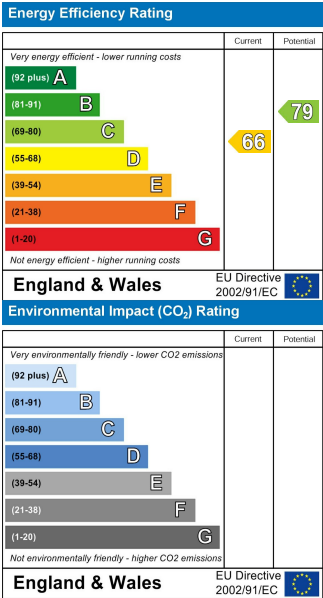 Energy Efficiency Rating
Current Potential
Very energy efficient - lower running costs
(92 plus) A
(81-91) B
79
(69-80) C
66
(55-68) D
(39-54) E
(21-38) F
(1-20) G
Not energy efficient - higher running costs
England & Wales
EU Directive
2002/91/EC
Environmental Impact (CO₂) Rating
Current Potential
Very environmentally friendly - lower CO2 emissions
(92 plus) A
(81-91) B
(69-80) C
(55-68) D
(39-54) E
(21-38) F
(1-20) G
Not environmentally friendly - higher CO2 emissions
England & Wales
EU Directive
2002/91/EC